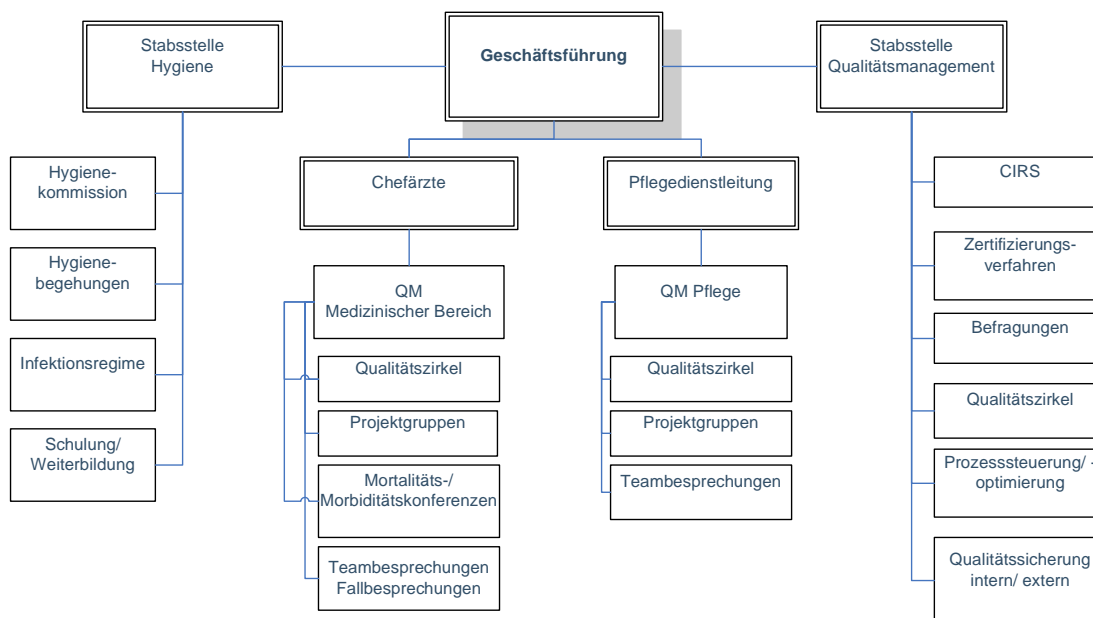 Stabsstelle
Hygiene
Geschäftsführung
Stabsstelle
Qualitätsmanagement
Hygiene-
kommission
Hygiene-
begehungen
Infektionsregime
Schulung/
Weiterbildung
Chefärzte
QM
Medizinischer Bereich
Qualitätszirkel
Projektgruppen
Mortalitäts-/
Morbiditätskonferenzen
Teambesprechungen
Fallbesprechungen
Pflegedienstleitung
QM Pflege
Qualitätszirkel
Projektgruppen
Teambesprechungen
CIRS
Zertifizierungs-
verfahren
Befragungen
Qualitätszirkel
Prozesssteuerung/ -
optimierung
Qualitätssicherung
intern/ extern